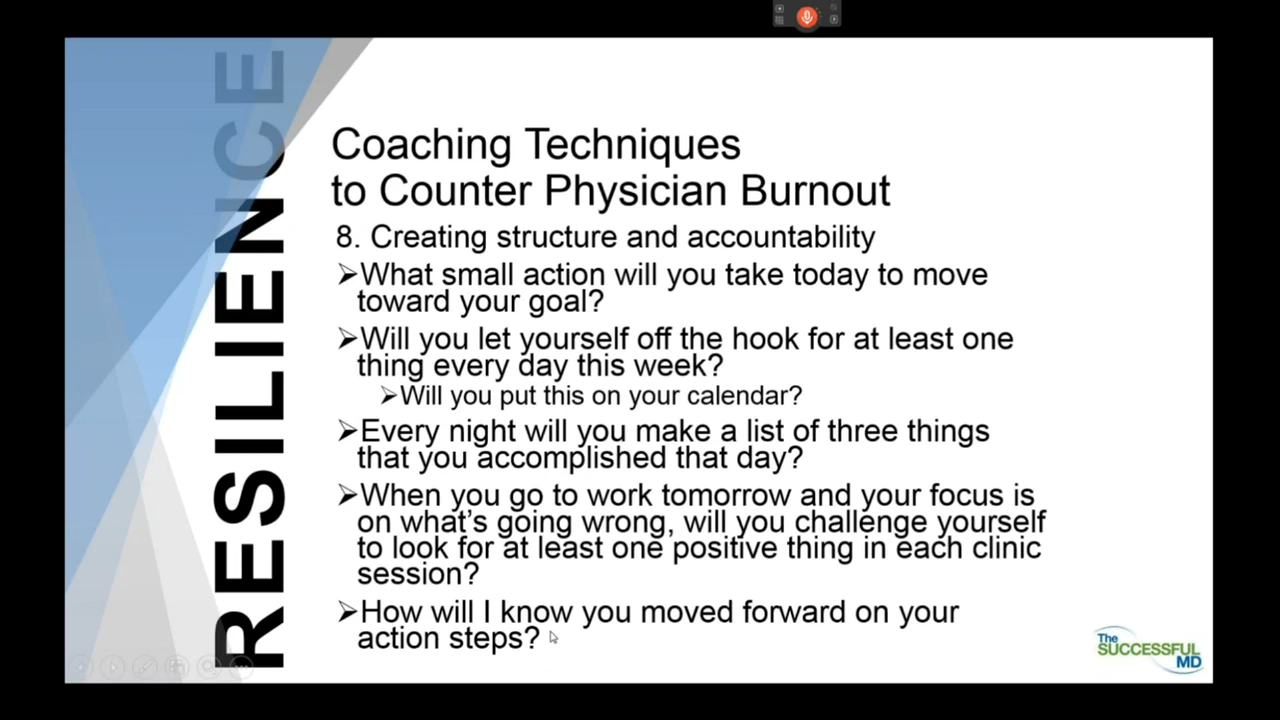 RESILIENCE
Coaching Techniques
to Counter Physician Burnout
8. Creating structure and accountability
➢What small action will you take today to move
toward your goal?
➢Will you let yourself off the hook for at least one
thing every day this week?
➢Will you put this on your calendar?
➢Every night will you make a list of three things
that you accomplished that day?
➢When you go to work tomorrow and your focus is
on what's going wrong, will you challenge yourself
to look for at least one positive thing in each clinic
session?
➢How will I know you moved forward on your
action steps?
The
SUCCESSFUL
MD